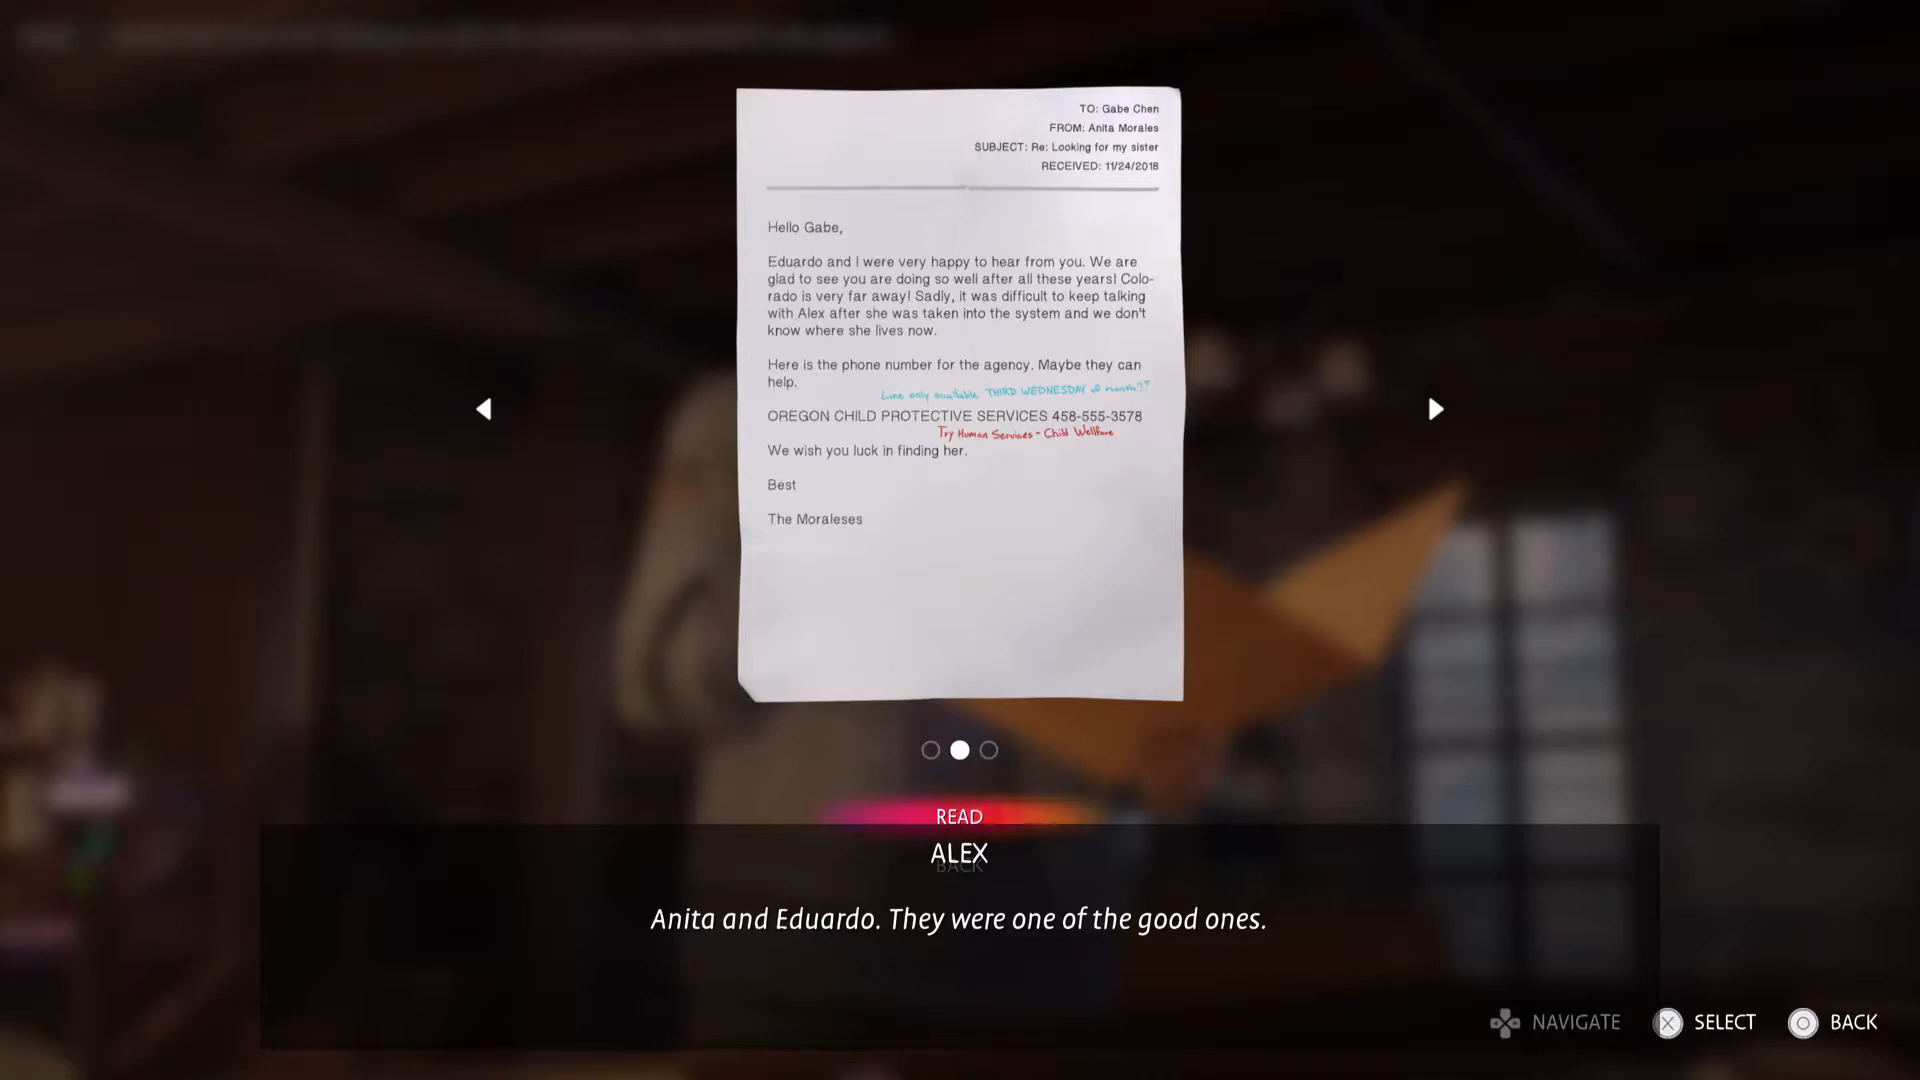 TO: Gabe Chen
FROM: Anita Morales
SUBJECT: Re: Looking for my sister
RECEIVED: 11/24/2018
Hello Gabe,
Eduardo and I were very happy to hear from you. We are
glad to see you are doing so well after all these years! Colo-
rado is very far away! Sadly, it was difficult to keep talking
with Alex after she was taken into the system and we don't
know where she lives now.
Here is the phone number for the agency. Maybe they can
help.
Line only available THIRD WEDNESDAY of month??
OREGON CHILD PROTECTIVE SERVICES 458-555-3578
Try Human Services - Child Wellfare
We wish you luck in finding her.
Best
The Moraleses
READ
ALEX
BACK
Anita and Eduardo. They were one of the good ones.
NAVIGATE
SELECT
BACK